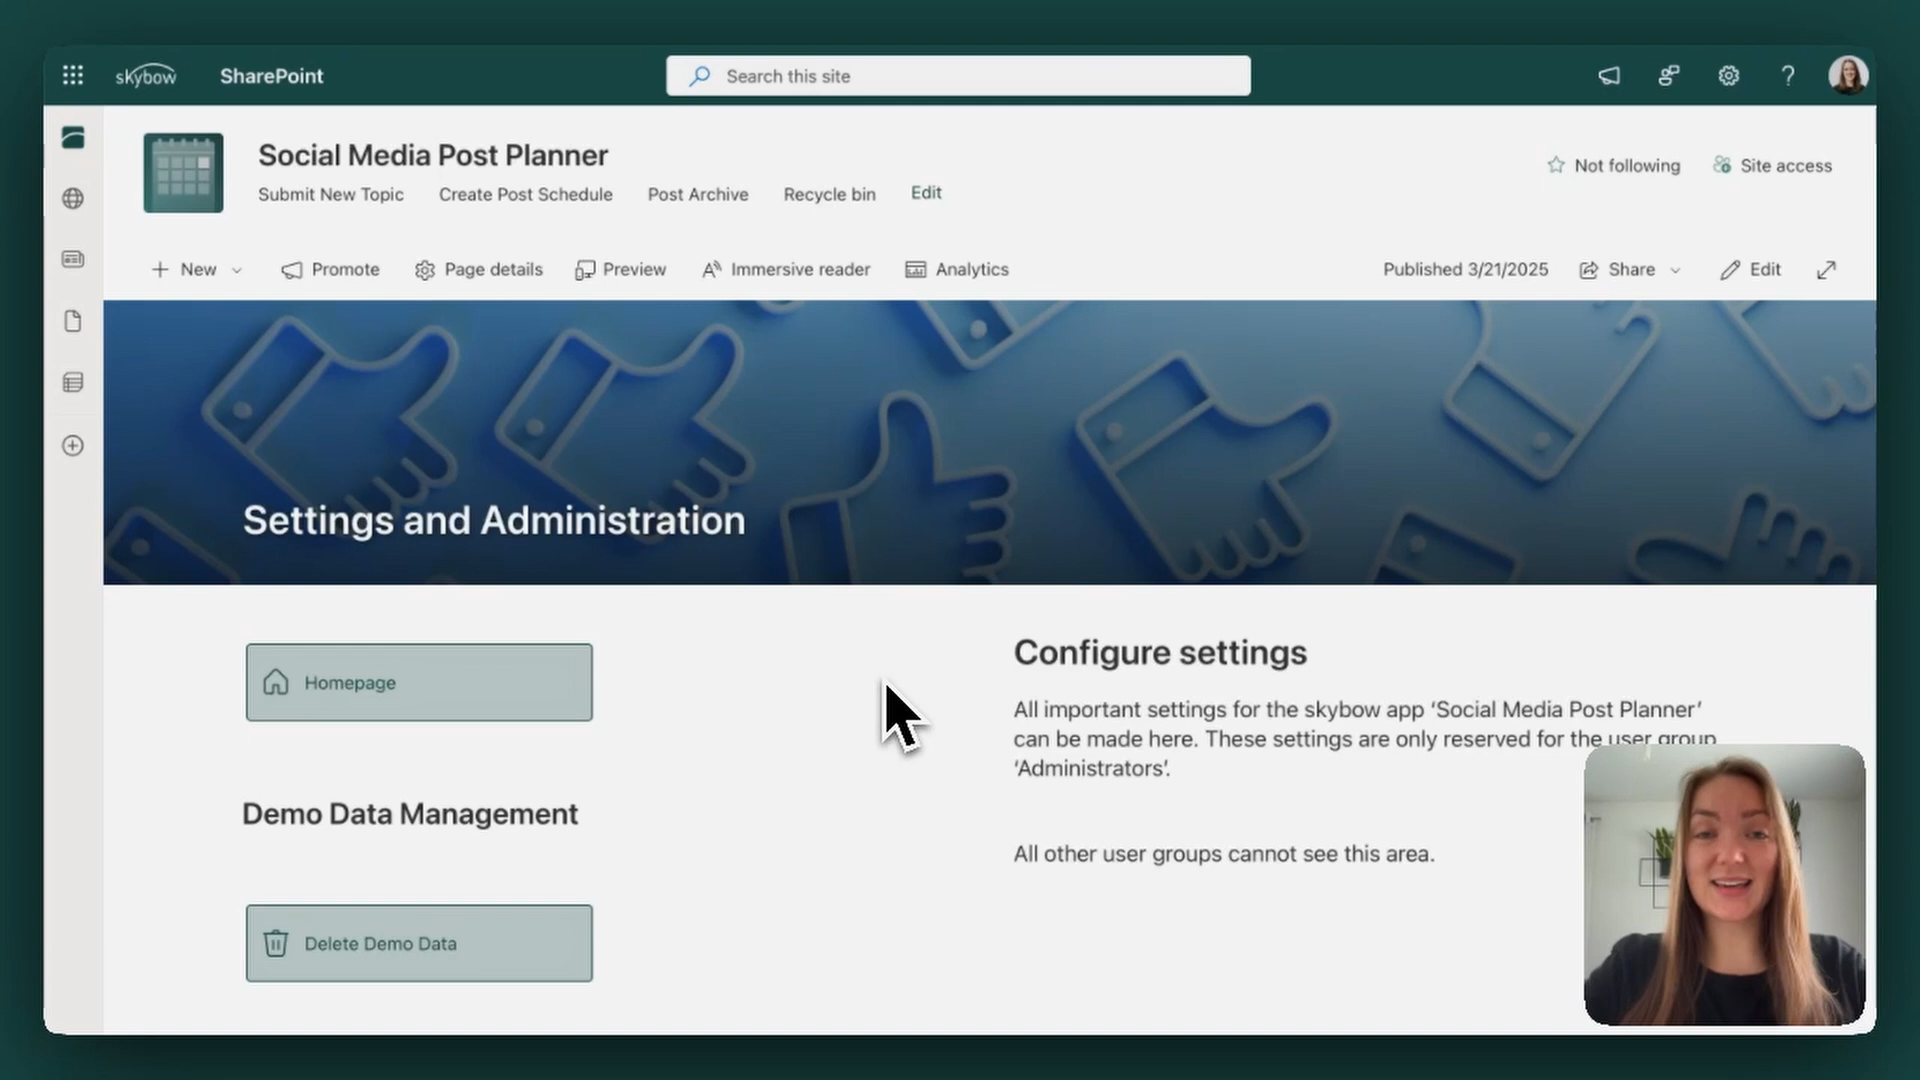 skybow
SharePoint
Search this site
Social Media Post Planner
Not following
Site access
Submit New Topic
Create Post Schedule
Post Archive
Recycle bin
Edit
New
Promote
Page details
Preview
Immersive reader
Analytics
Published 3/21/2025
Share
Edit
Settings and Administration
Homepage
Demo Data Management
Delete Demo Data
Configure settings
All important settings for the skybow app ‘Social Media Post Planner’
can be made here. These settings are only reserved for the user group
‘Administrators’.
All other user groups cannot see this area.